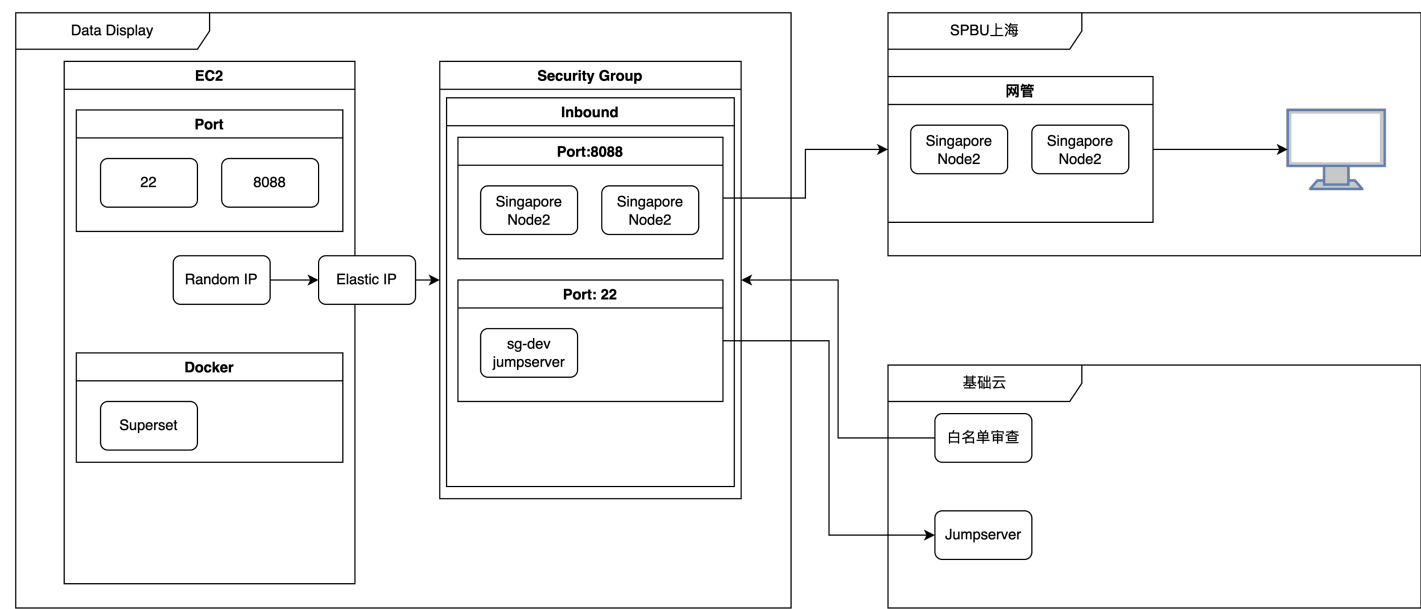 Data Display
EC2
Port
22
8088
Random IP
Elastic IP
Docker
Superset
Security Group
Inbound
Port:8088
Singapore
Node2
Singapore
Node2
Port: 22
sg-dev
jumpserver
SPBU上海
网管
Singapore
Node2
Singapore
Node2
基础云
白名单审查
Jumpserver